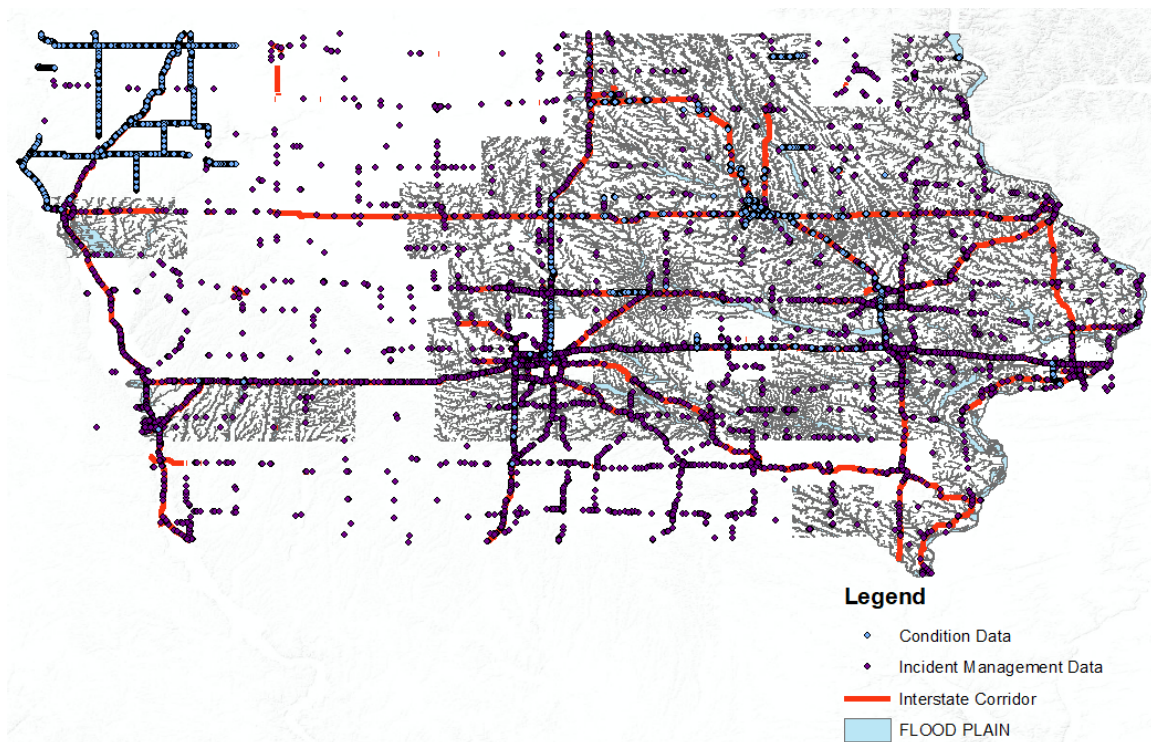 Legend
Condition Data
Incident Management Data
Interstate Corridor
FLOOD PLAIN